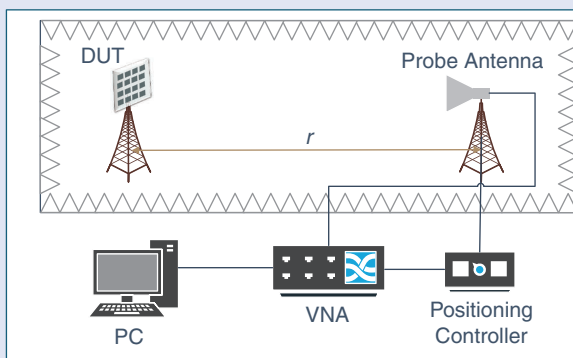 DUT
Probe Antenna
r
PC
VNA
Positioning
Controller